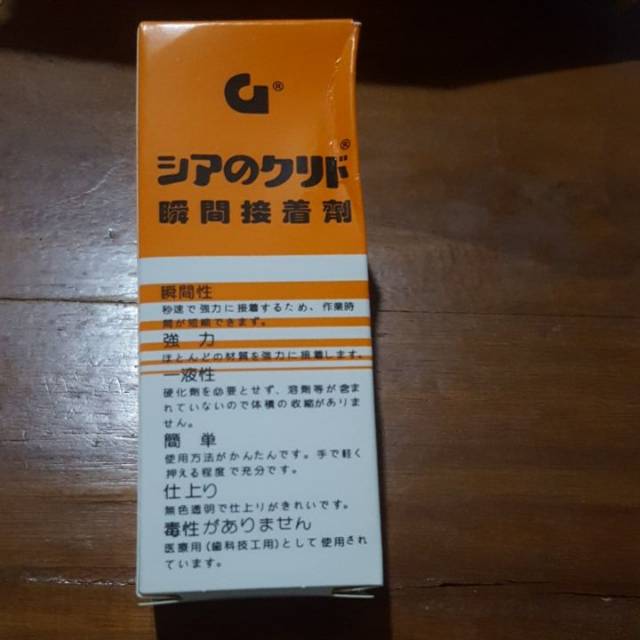 G®
シアのクリド®
瞬間接着剤
瞬間性
秒速で強力に接着するため、作業時
間が短縮できます。
強 力
ほとんどの材質を強力に接着します。
一液性
硬化剤を必要とせず、溶剤等が含ま
れていないので体積の収縮がありま
せん。
簡 単
使用方法がかんたんです。手で軽く
押える程度で充分です。
仕上り
無色透明で仕上りがきれいです。
毒性がありません
医療用(歯科技工用)として使用され
ています。